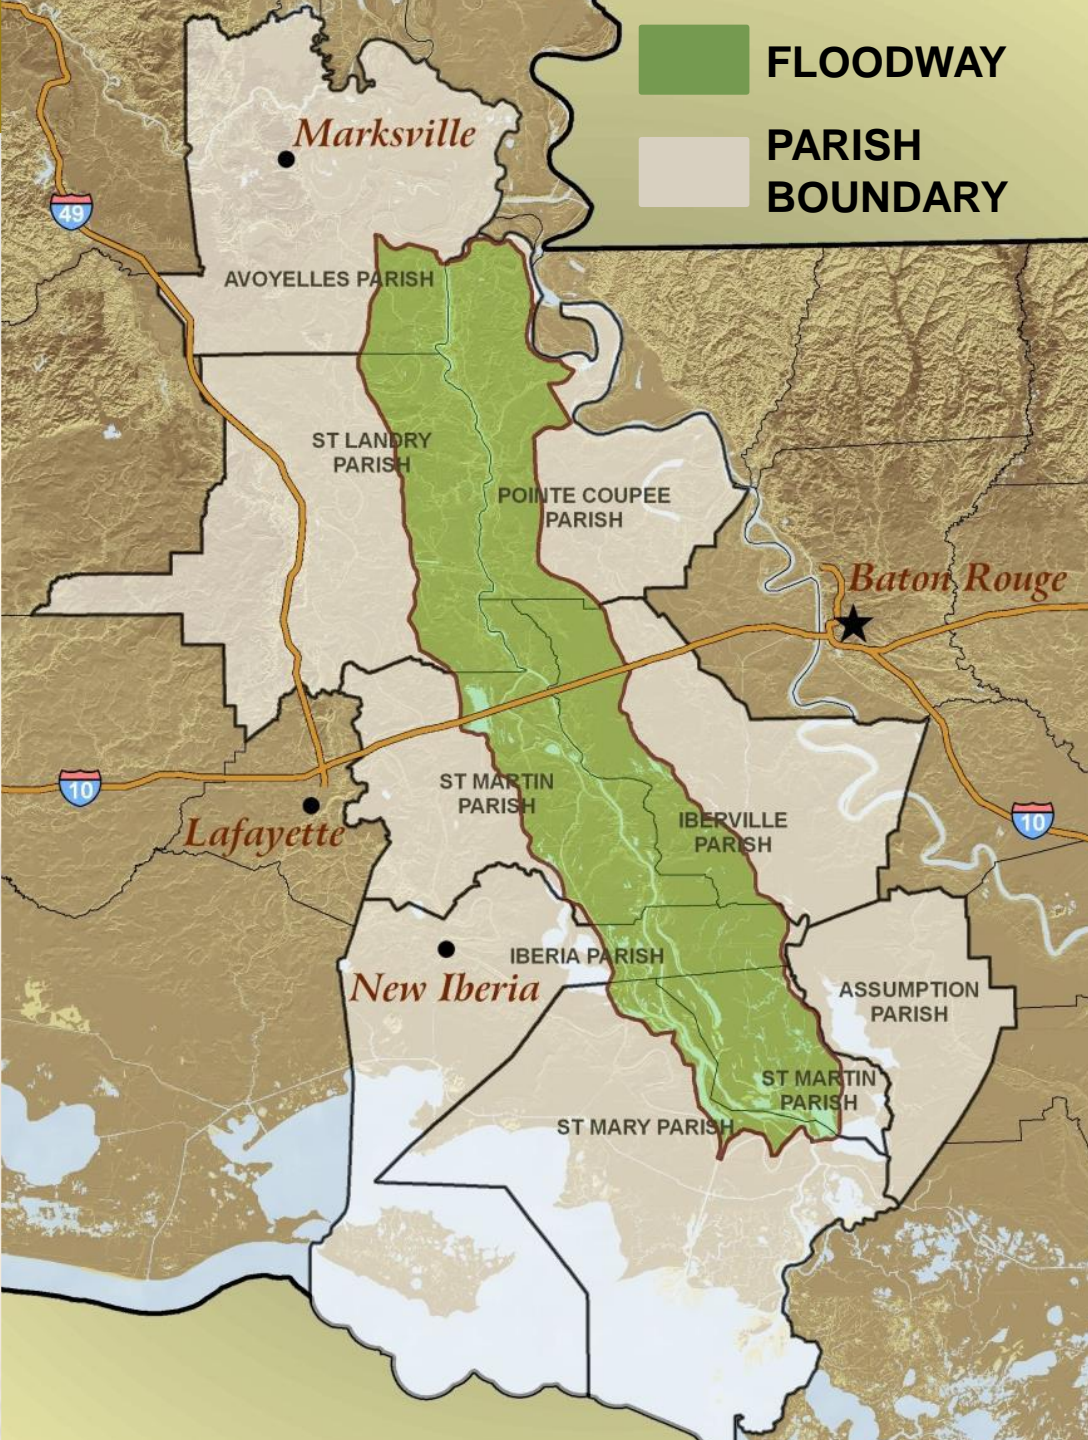 FLOODWAY
PARISH
BOUNDARY
Marksville
49
AVOYELLES PARISH
ST LANDRY
PARISH
POINTE COUPEE
PARISH
Baton Rouge
10
ST MARTIN
PARISH
Lafayette
IBERVILLE
PARISH
10
IBERIA PARISH
New Iberia
ASSUMPTION
PARISH
ST MARTIN
PARISH
ST MARY PARISH